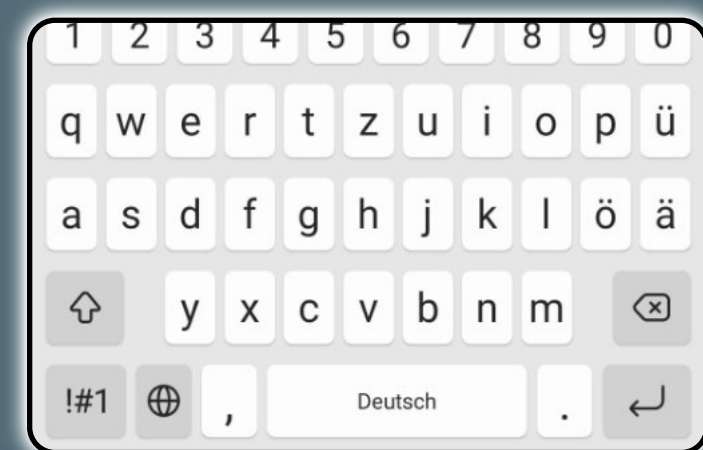 1 2 3 4 5 6 7 8 9 0
q w e r t z u i o p ü
a s d f g h j k l ö ä
y x c v b n m
!#1 , Deutsch .